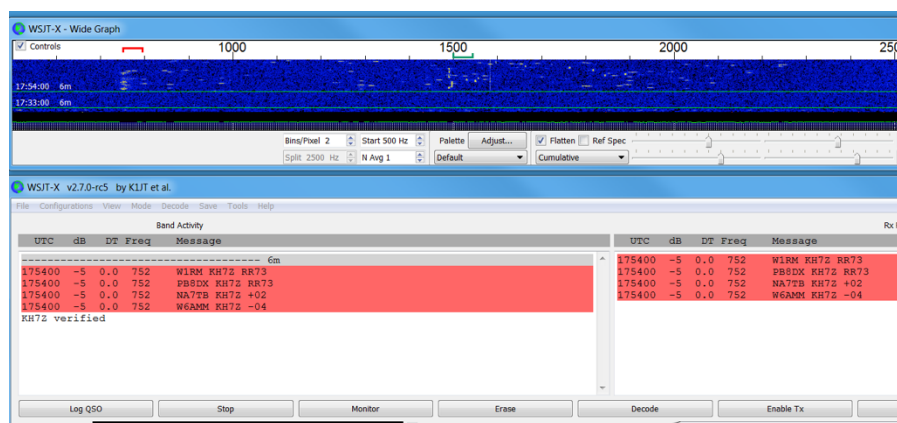 WSJT-X - Wide Graph
Controls 1000 1500 2000 250
17:54:00 6m
17:33:00 6m
Bins/Pixel 2 Start 500 Hz Palette Adjust... Flatten Ref Spec
Split 2500 Hz N Avg 1 Default Cumulative
WSJT-X v2.7.0-rc5 by K1JT et al.
File Configurations View Mode Decode Save Tools Help
Band Activity Rx
UTC dB DT Freq Message UTC dB DT Freq Message
------------------------------------ 6m
175400 -5 0.0 752 W1RM KH7Z RR73 175400 -5 0.0 752 W1RM KH7Z RR73
175400 -5 0.0 752 PB8DX KH7Z RR73 175400 -5 0.0 752 PB8DX KH7Z RR73
175400 -5 0.0 752 NA7TB KH7Z +02 175400 -5 0.0 752 NA7TB KH7Z +02
175400 -5 0.0 752 W6AMM KH7Z -04 175400 -5 0.0 752 W6AMM KH7Z -04
KH7Z verified
Log QSO Stop Monitor Erase Decode Enable Tx